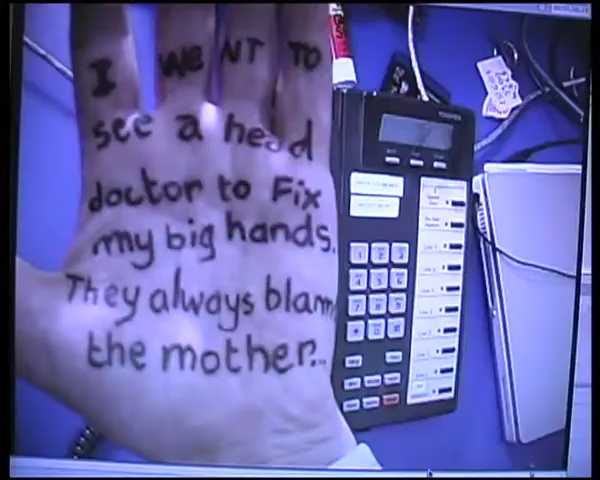 I WENT TO
see a head
doctor to Fix
my big hands.
They always blame
the mother...